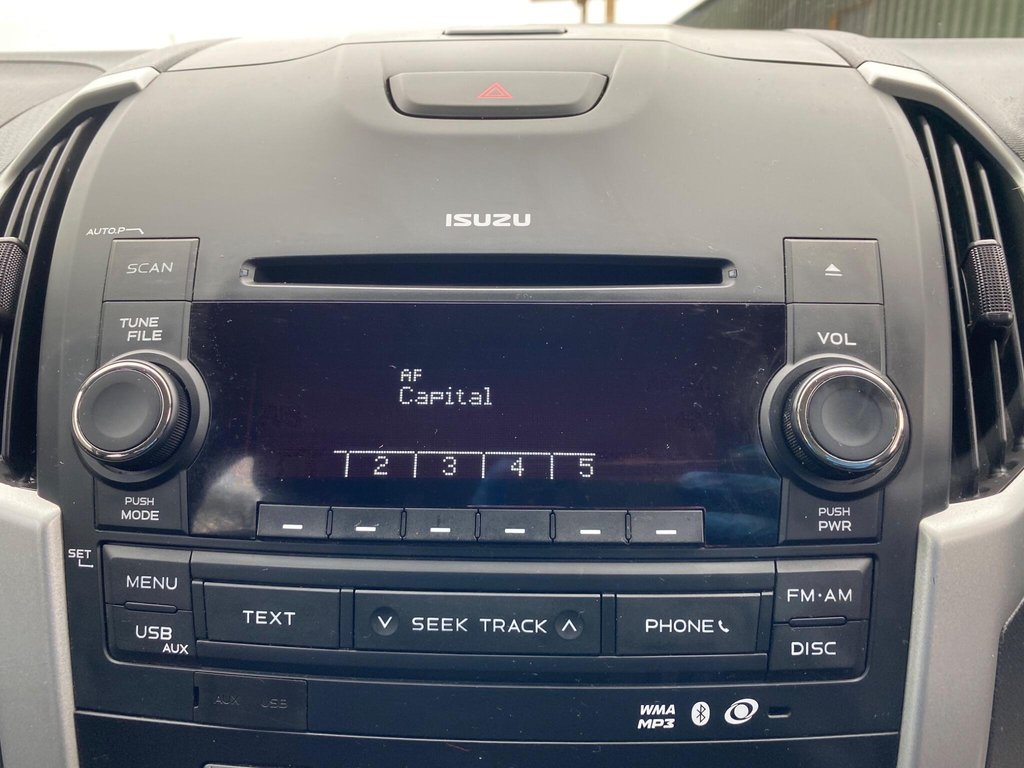 ISUZU
AUTO.P
SCAN
TUNE
FILE
VOL
AF
Capital
2 3 4 5
PUSH
MODE
PUSH
PWR
SET
MENU
TEXT
SEEK TRACK
PHONE
FM·AM
USB
AUX
DISC
AUX USB
WMA
MP3